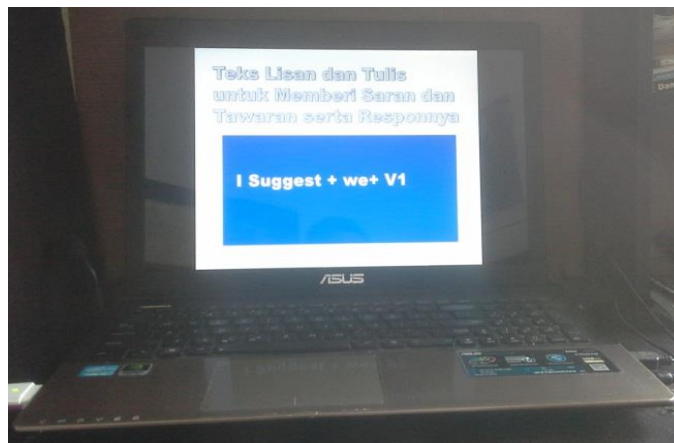 Teks Lisan dan Tulis
untuk Memberi Saran dan
Tawaran serta Responnya
I Suggest + we+ V1
ASUS